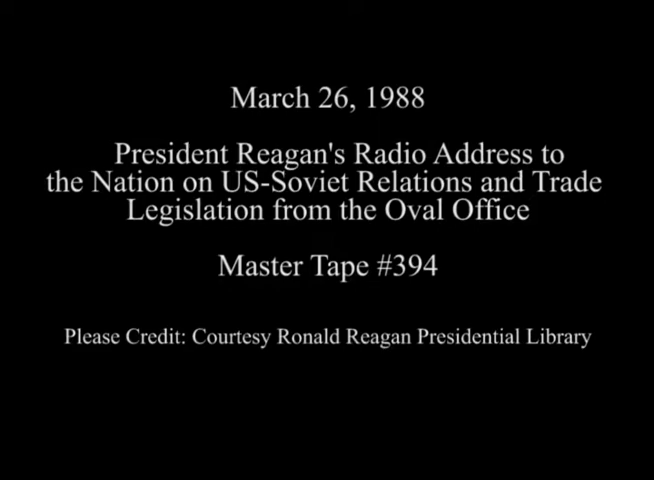 March 26, 1988
President Reagan's Radio Address to
the Nation on US-Soviet Relations and Trade
Legislation from the Oval Office
Master Tape #394
Please Credit: Courtesy Ronald Reagan Presidential Library